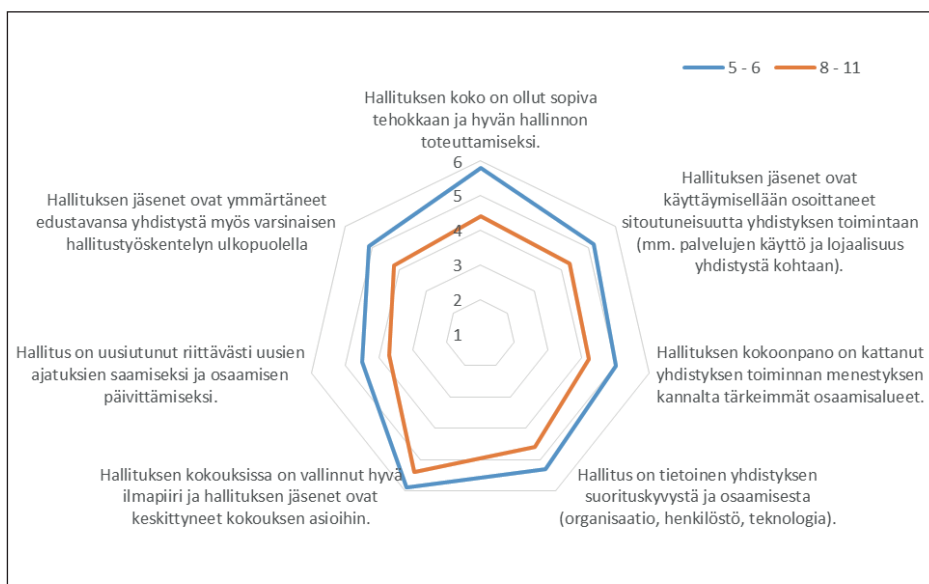 5 - 6
8 - 11
Hallituksen koko on ollut sopiva
tehokkaan ja hyvän hallinnon
toteuttamiseksi.
Hallituksen jäsenet ovat
käyttäymisellään osoittaneet
sitoutuneisuutta yhdistyksen toimintaan
(mm. palvelujen käyttö ja lojaalisuus
yhdistystä kohtaan).
Hallituksen kokoonpano on kattanut
yhdistyksen toiminnan menestyksen
kannalta tärkeimmät osaamisalueet.
Hallitus on tietoinen yhdistyksen
suorituskyvystä ja osaamisesta
(organisaatio, henkilöstö, teknologia).
Hallituksen kokouksissa on vallinnut hyvä
ilmapiiri ja hallituksen jäsenet ovat
keskittyneet kokouksen asioihin.
Hallitus on uusiutunut riittävästi uusien
ajatuksien saamiseksi ja osaamisen
päivittämiseksi.
Hallituksen jäsenet ovat ymmärtäneet
edustavansa yhdistystä myös varsinaisen
hallitustyöskentelyn ulkopuolella
6
5
4
3
2
1